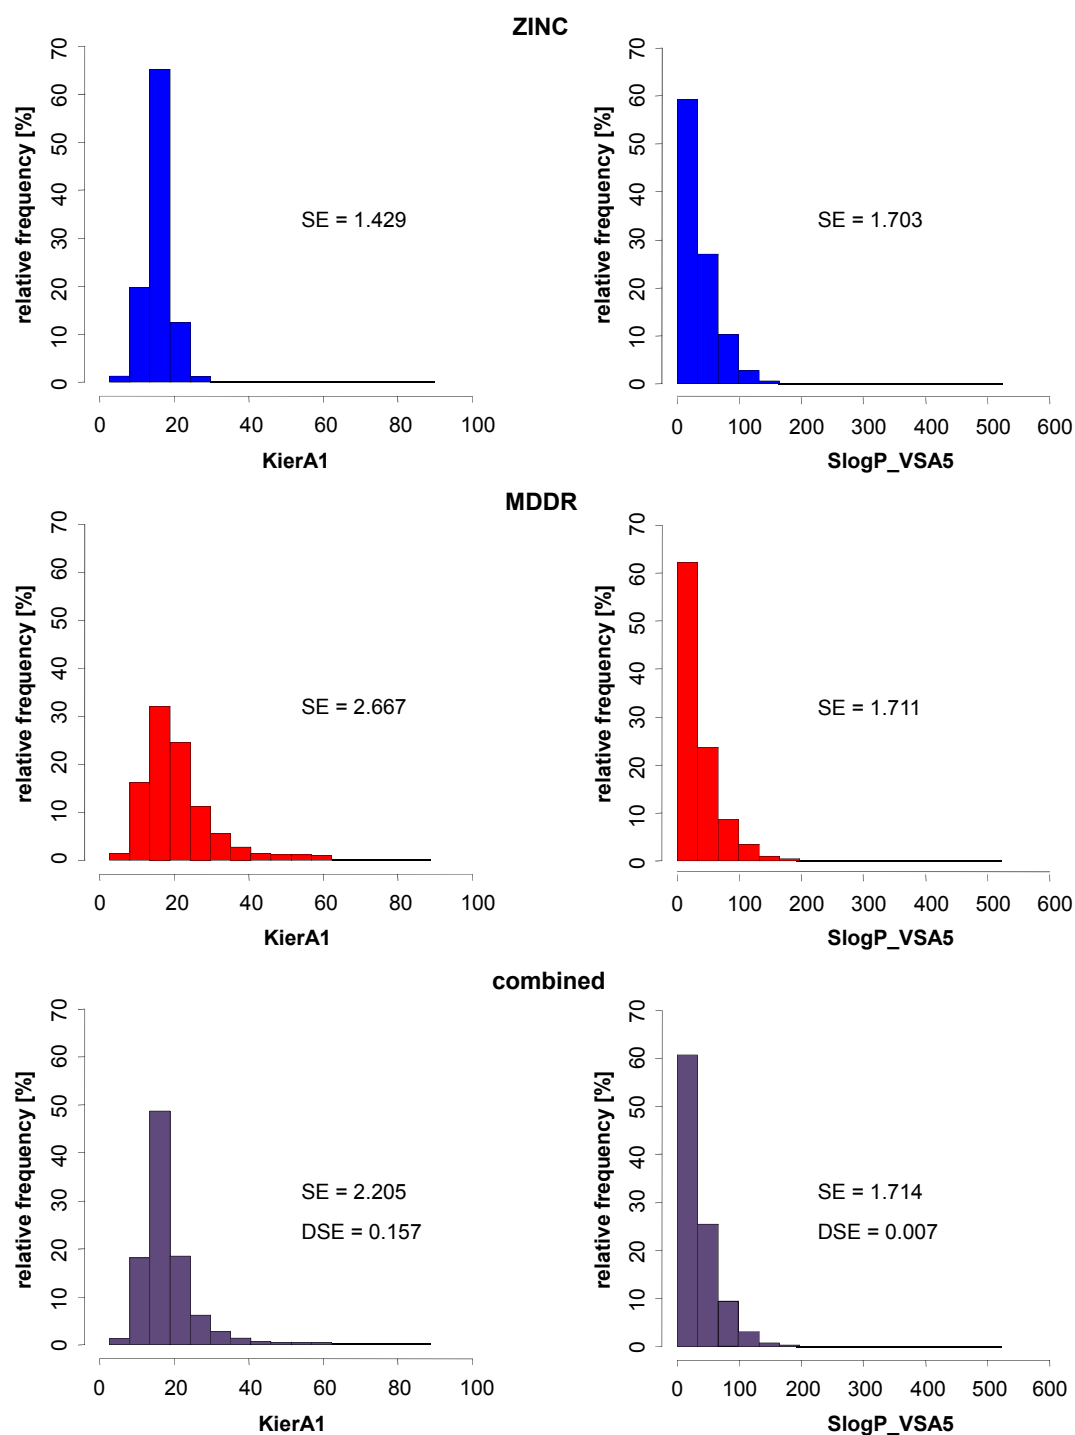 ZINC
relative frequency [%]
70
60
50
40
30
20
10
0
SE = 1.429
0 20 40 60 80 100
KierA1
relative frequency [%]
70
60
50
40
30
20
10
0
SE = 1.703
0 100 200 300 400 500 600
SlogP_VSA5
MDDR
relative frequency [%]
70
60
50
40
30
20
10
0
SE = 2.667
0 20 40 60 80 100
KierA1
relative frequency [%]
70
60
50
40
30
20
10
0
SE = 1.711
0 100 200 300 400 500 600
SlogP_VSA5
combined
relative frequency [%]
70
60
50
40
30
20
10
0
SE = 2.205
DSE = 0.157
0 20 40 60 80 100
KierA1
relative frequency [%]
70
60
50
40
30
20
10
0
SE = 1.714
DSE = 0.007
0 100 200 300 400 500 600
SlogP_VSA5